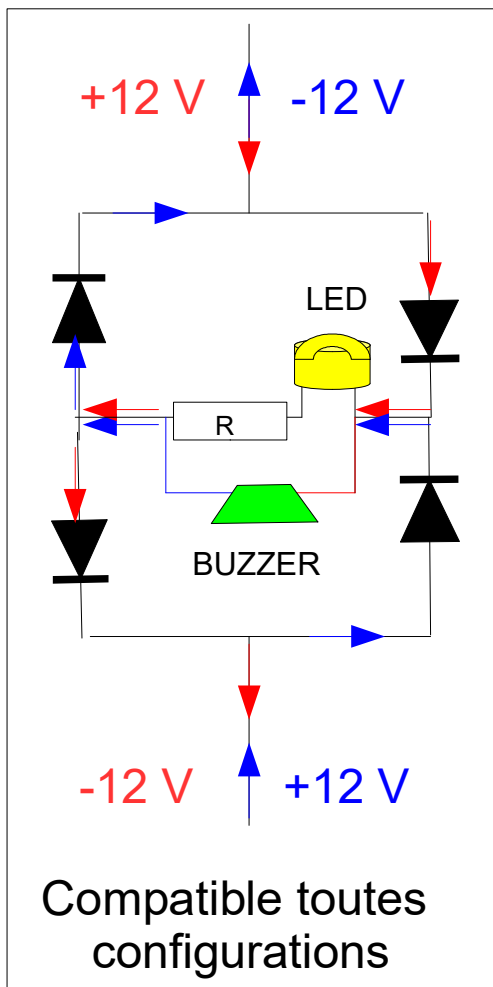 +12 V -12 V
LED
R
BUZZER
-12 V +12 V
Compatible toutes
configurations